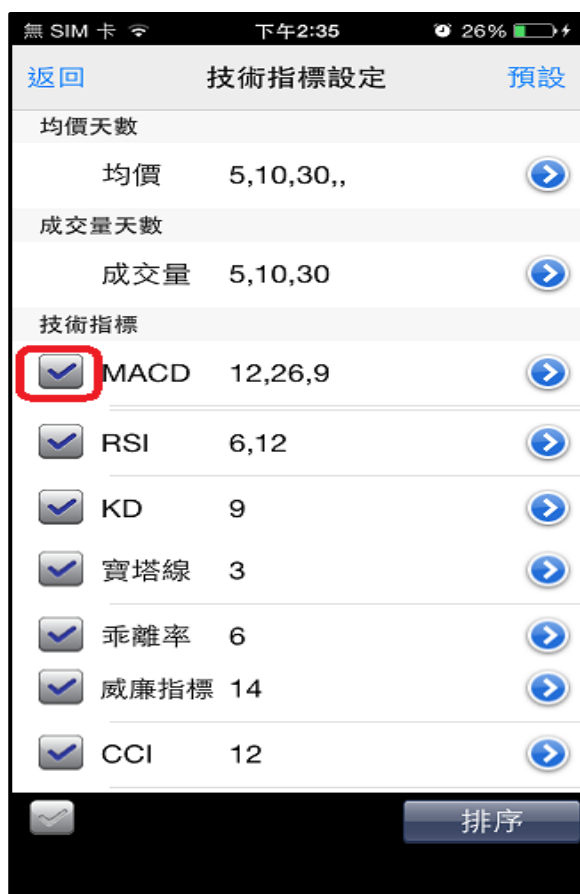 無 SIM 卡 下午2:35 26%
返回 技術指標設定 預設
均價天數
均價 5,10,30,,
成交量天數
成交量 5,10,30
技術指標
MACD 12,26,9
RSI 6,12
KD 9
寶塔線 3
乖離率 6
威廉指標 14
CCI 12
排序